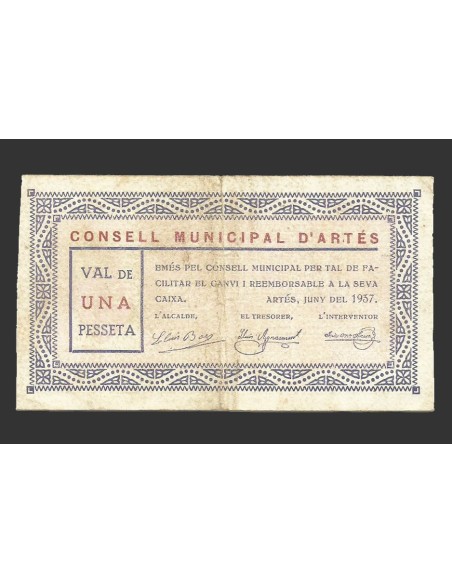 CONSELL MUNICIPAL D'ARTÉS
VAL DE
UNA
PESSETA
EMÈS PEL CONSELL MUNICIPAL PER TAL DE FA-
CILITAR EL CANVI I REEMBORSABLE A LA SEVA
CAIXA. ARTÉS, JUNY DEL 1937.
L'ALCALDE, EL TRESORER, L'INTERVENTOR